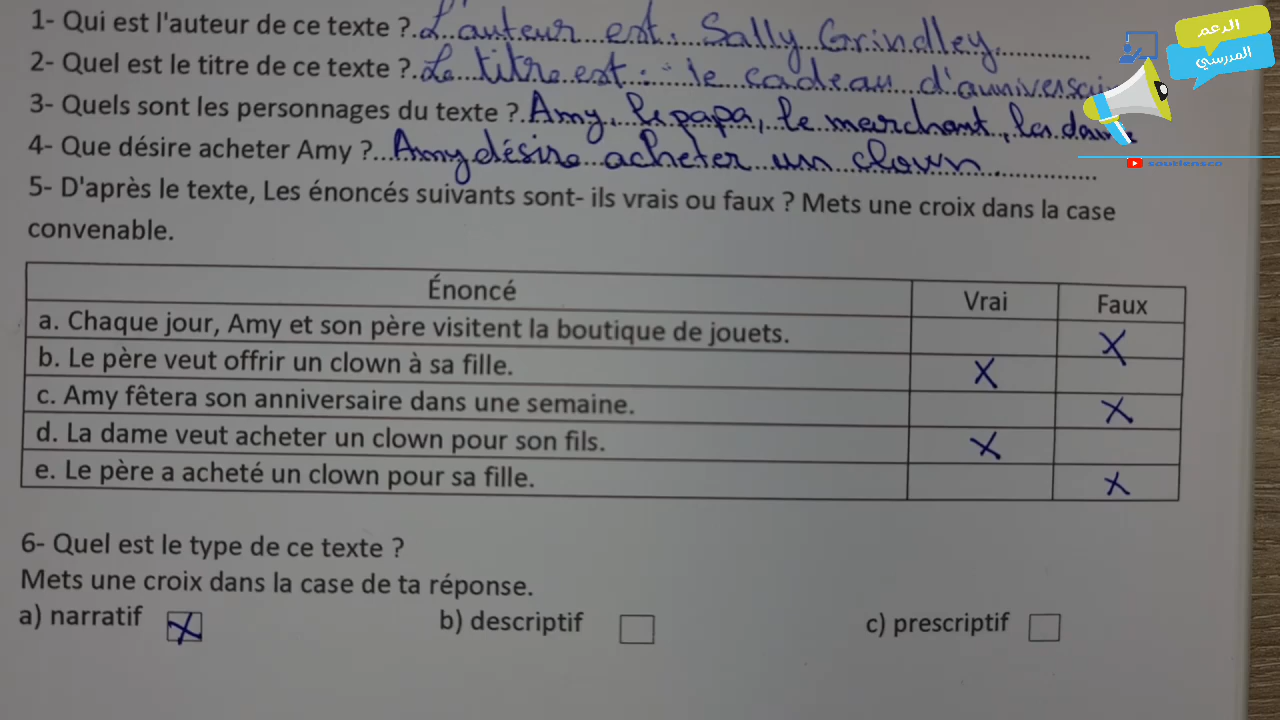 1- Qui est l'auteur de ce texte ?. L'auteur est. Sally Grindley.
2- Quel est le titre de ce texte ?. Le titre est : le cadeau d'anniversai
3- Quels sont les personnages du texte ?. Amy, le papa, le marchant, les
4- Que désire acheter Amy ?... Amy désire acheter un clown.
5- D'après le texte, Les énoncés suivants sont- ils vrais ou faux ? Mets une croix dans la case
convenable.
Énoncé Vrai Faux
a. Chaque jour, Amy et son père visitent la boutique de jouets. X
b. Le père veut offrir un clown à sa fille. X
c. Amy fêtera son anniversaire dans une semaine. X
d. La dame veut acheter un clown pour son fils. X
e. Le père a acheté un clown pour sa fille. X
6- Quel est le type de ce texte ?
Mets une croix dans la case de ta réponse.
a) narratif X b) descriptif c) prescriptif
الدعم
المدرسي
soutiensco